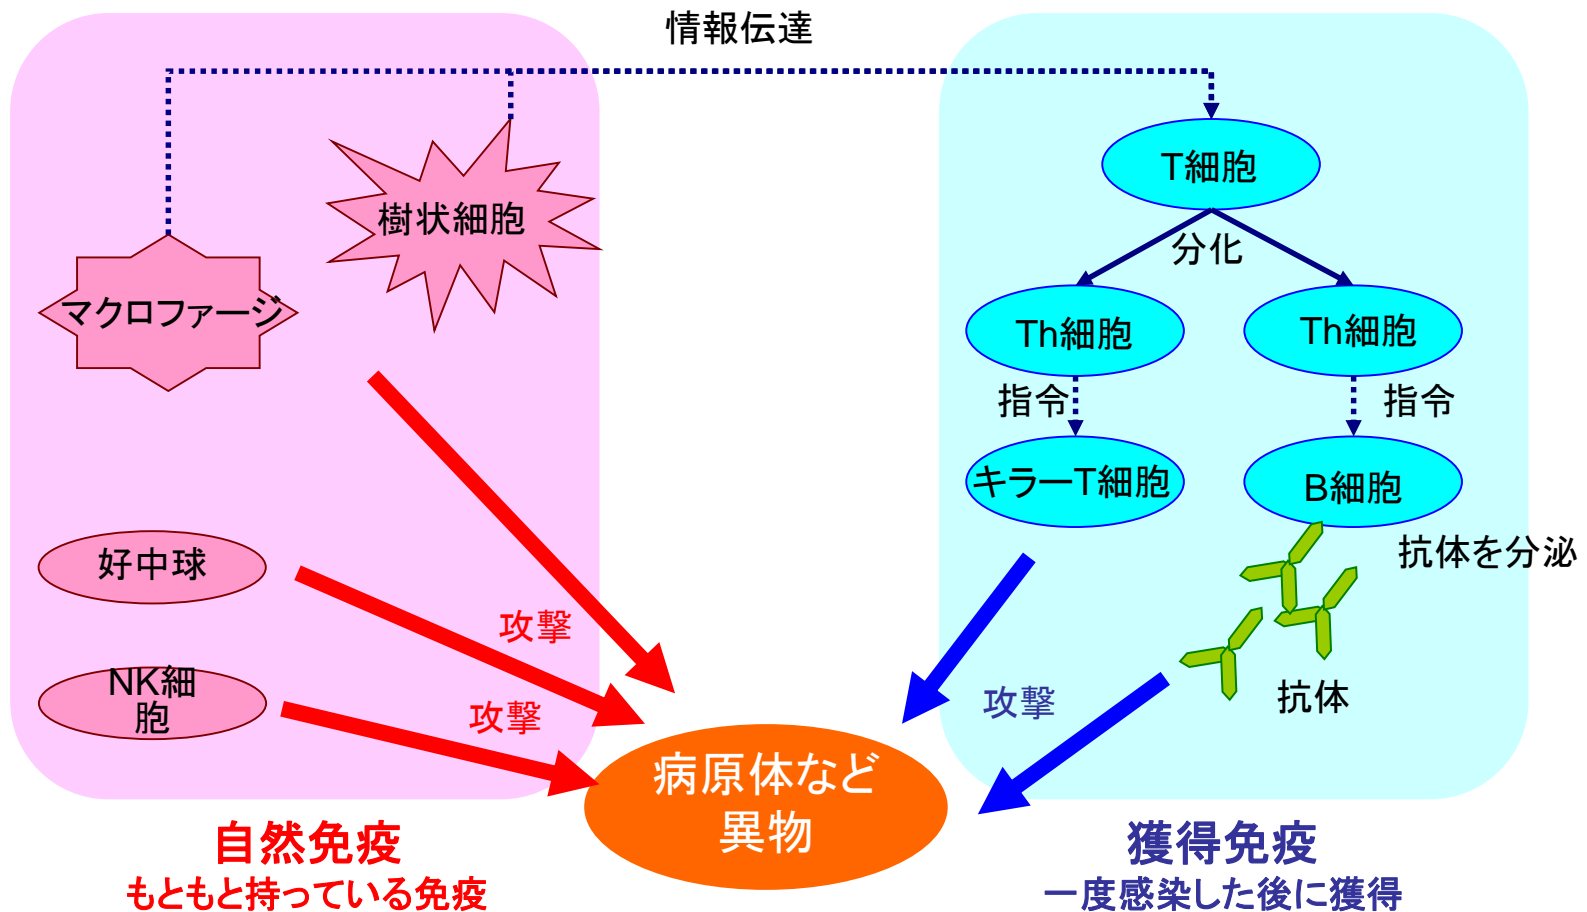 情報伝達
樹状細胞
マクロファージ
好中球
NK細
胞
攻撃
攻撃
T細胞
分化
Th細胞
Th細胞
指令
指令
キラーT細胞
B細胞
抗体を分泌
攻撃
抗体
病原体など
異物
自然免疫
もともと持っている免疫
獲得免疫
一度感染した後に獲得